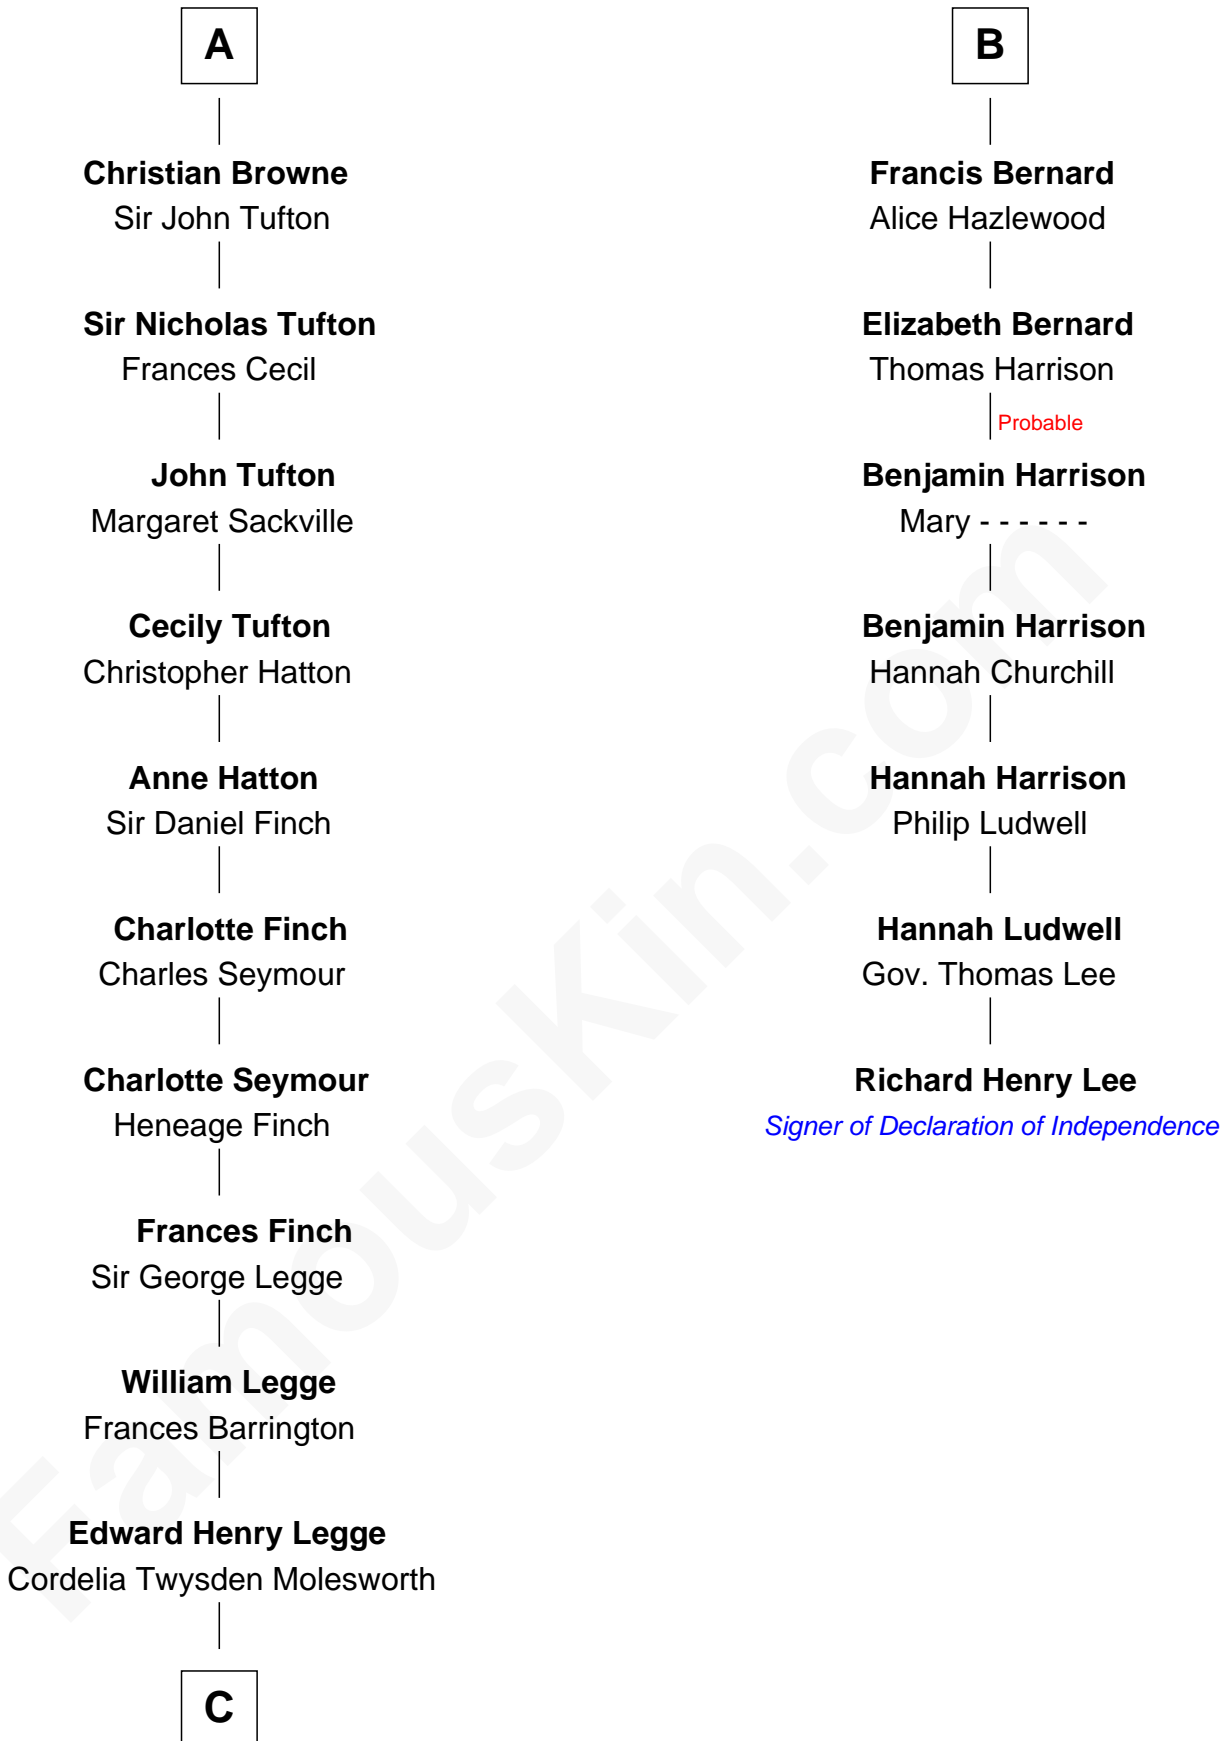 A
Christian Browne
Sir John Tufton
Sir Nicholas Tufton
Frances Cecil
John Tufton
Margaret Sackville
Cecily Tufton
Christopher Hatton
Anne Hatton
Sir Daniel Finch
Charlotte Finch
Charles Seymour
Charlotte Seymour
Heneage Finch
Frances Finch
Sir George Legge
William Legge
Frances Barrington
Edward Henry Legge
Cordelia Twysden Molesworth
C
B
Francis Bernard
Alice Hazlewood
Elizabeth Bernard
Thomas Harrison
Probable
Benjamin Harrison
Mary - - - - - -
Benjamin Harrison
Hannah Churchill
Hannah Harrison
Philip Ludwell
Hannah Ludwell
Gov. Thomas Lee
Richard Henry Lee
Signer of Declaration of Independence
FamousKin.com